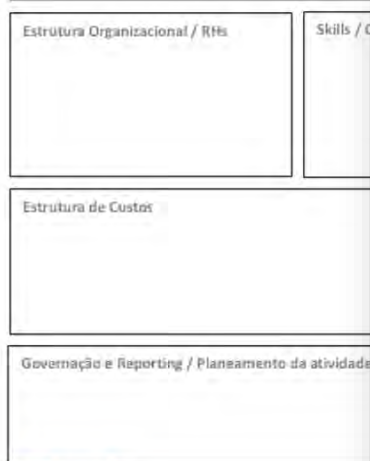 Estrutura Organizacional / RHs
Skills /
Estrutura de Custos
Governação e Reporting / Planeamento da atividade